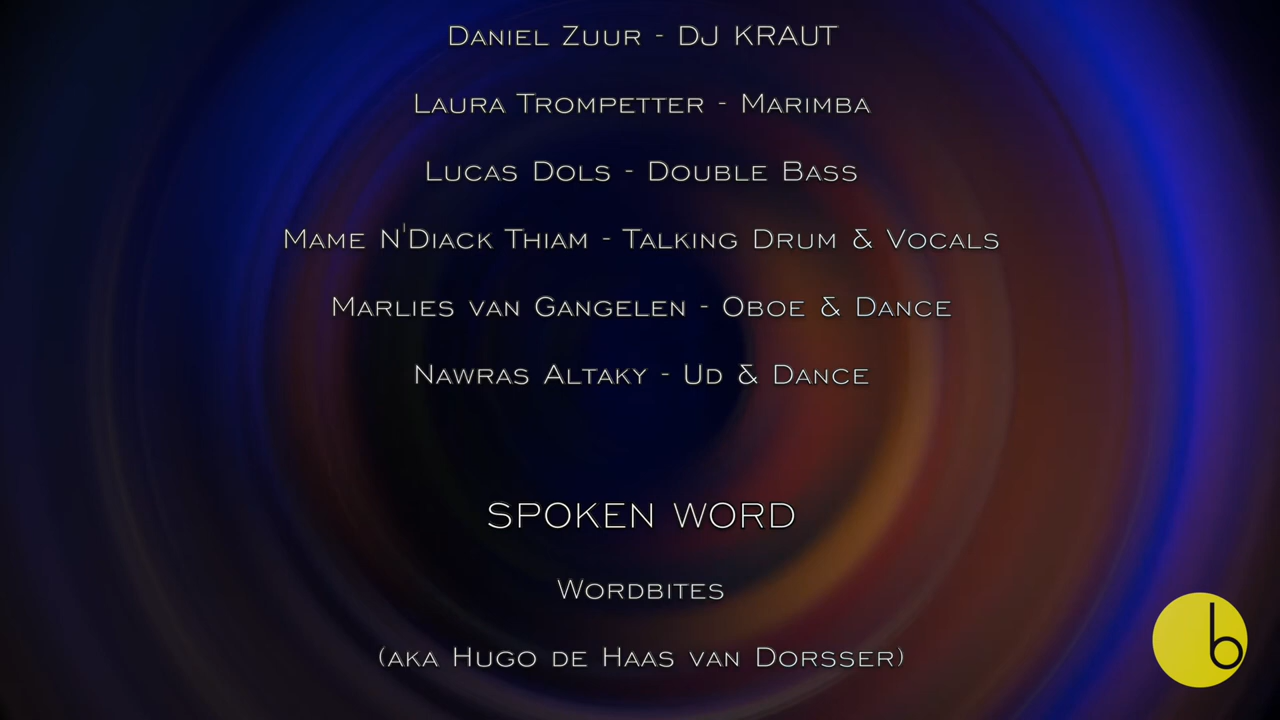 Daniel Zuur - DJ KRAUT
Laura Trompetter - Marimba
Lucas Dols - Double Bass
Mame N'Diack Thiam - Talking Drum & Vocals
Marlies van Gangelen - Oboe & Dance
Nawras Altaky - Ud & Dance
SPOKEN WORD
Wordbites
(aka Hugo de Haas van Dorsser)
b